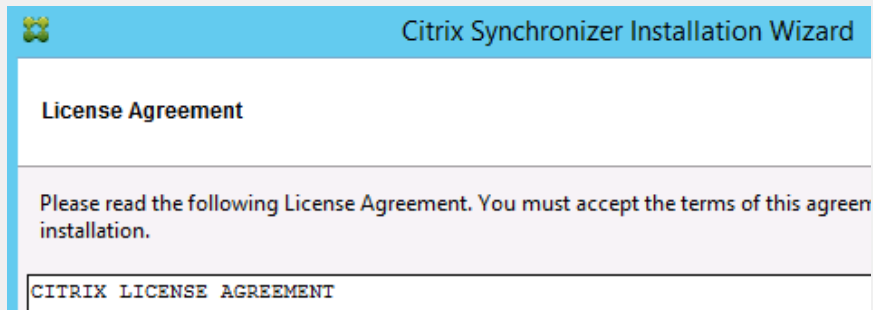 Citrix Synchronizer Installation Wizard
License Agreement
Please read the following License Agreement. You must accept the terms of this
installation.
CITRIX LICENSE AGREEMENT